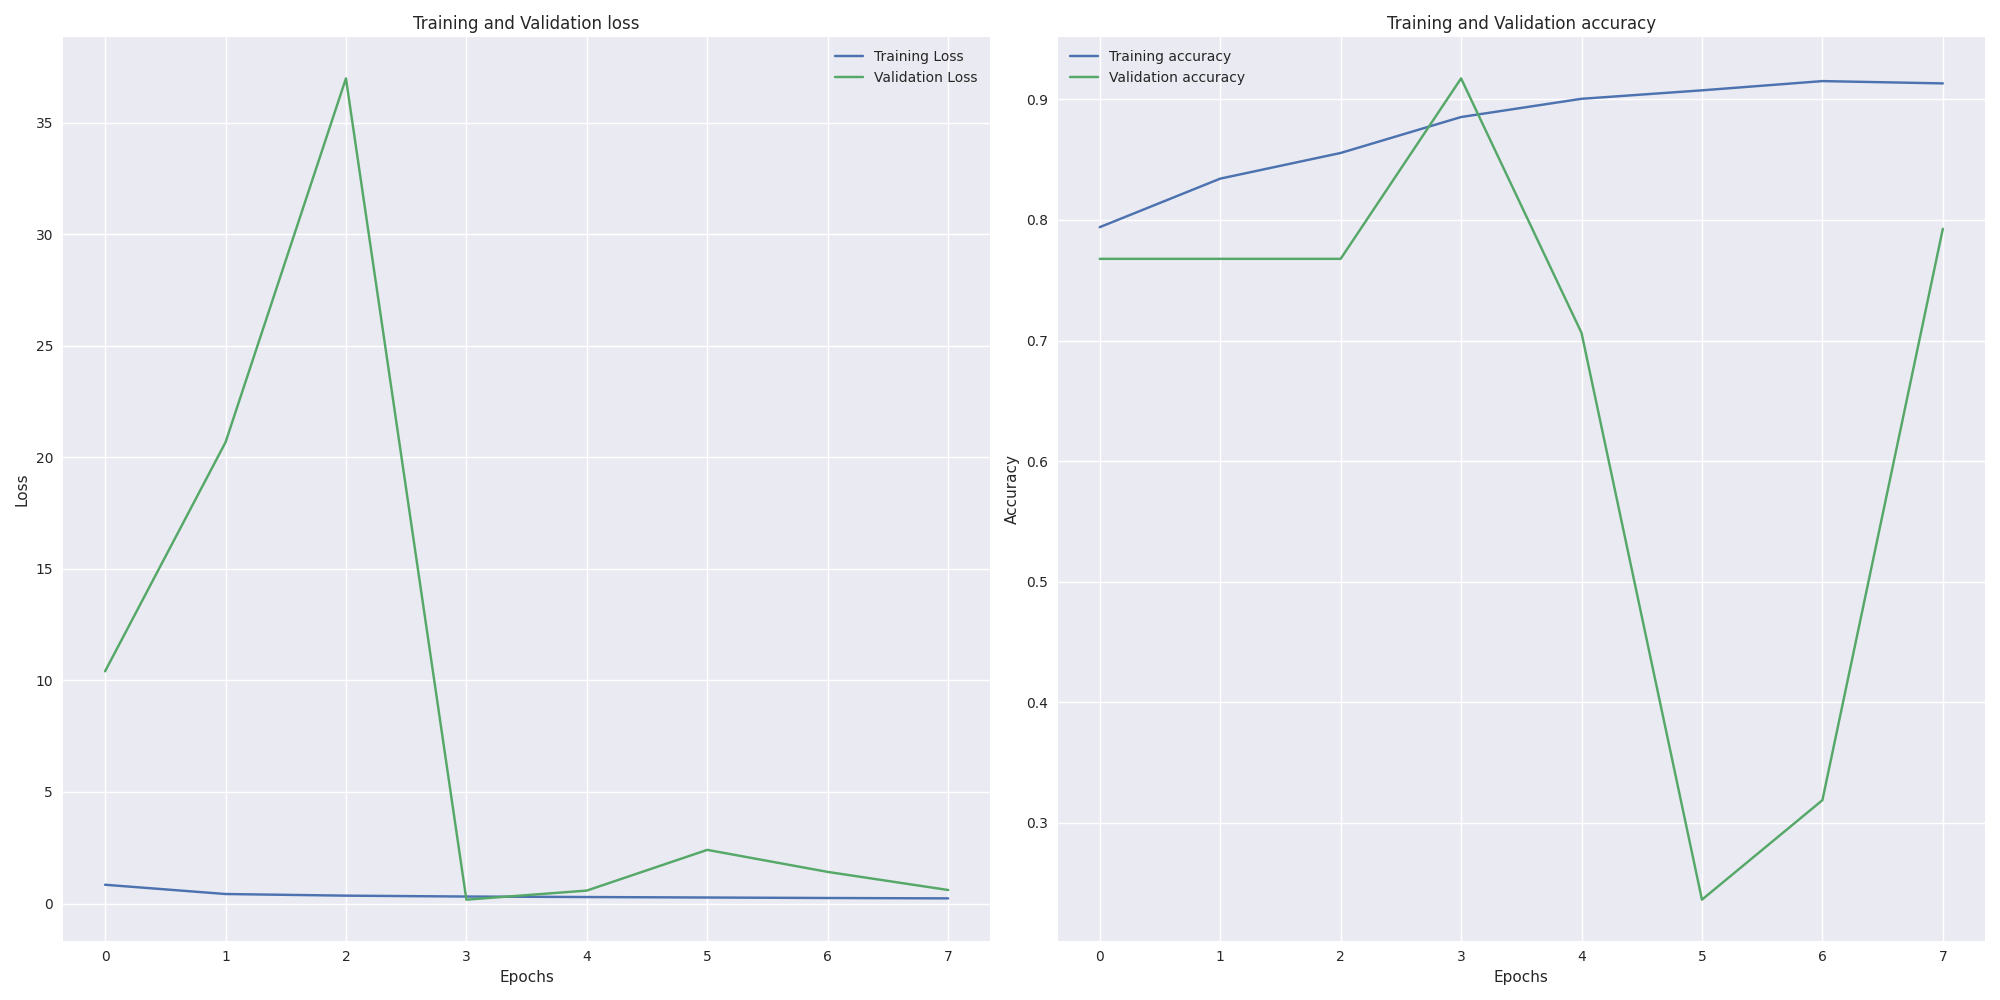 Training and Validation loss
Training Loss
Validation Loss
35
30
25
20
15
10
5
0
Loss
0 1 2 3 4 5 6 7
Epochs
Training and Validation accuracy
Training accuracy
Validation accuracy
0.9
0.8
0.7
0.6
0.5
0.4
0.3
Accuracy
0 1 2 3 4 5 6 7
Epochs